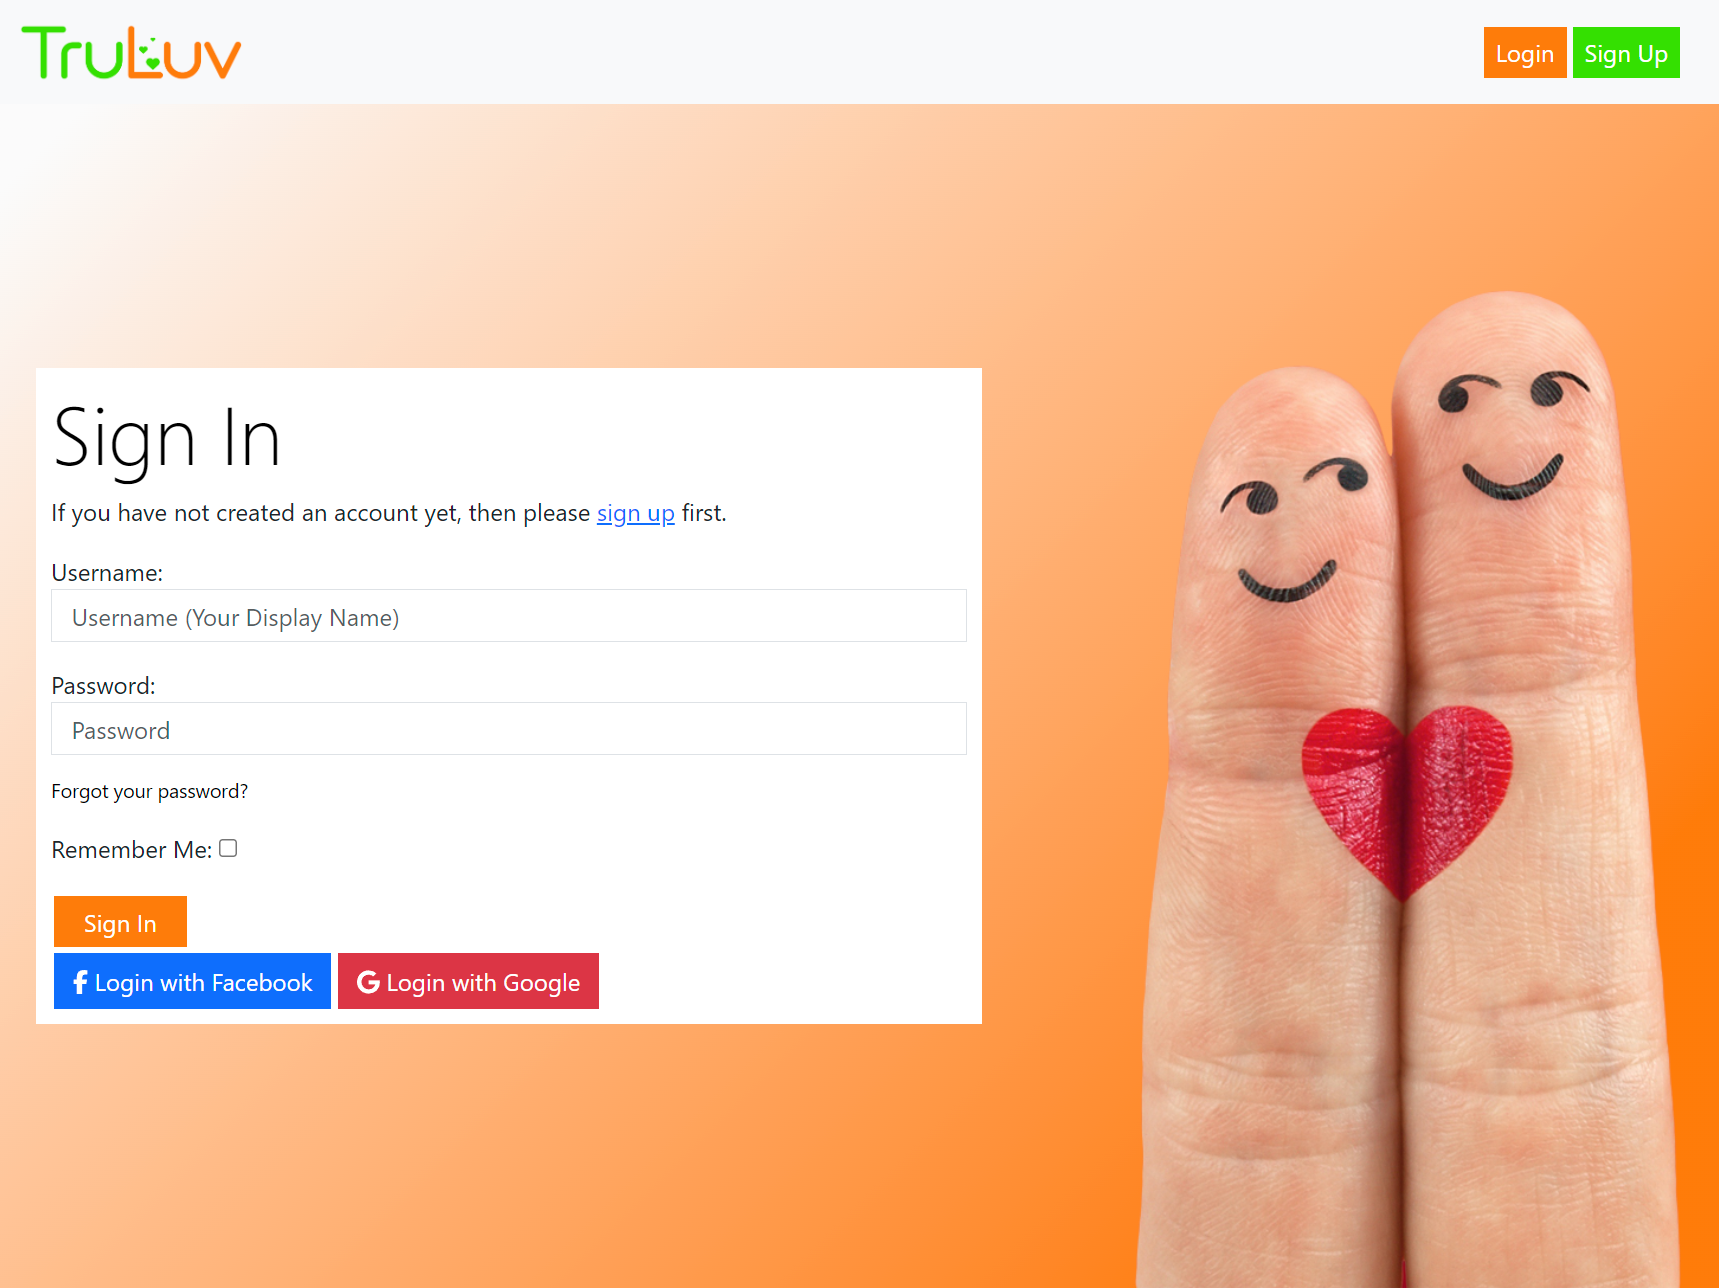 TruLuv
Login
Sign Up
Sign In
If you have not created an account yet, then please sign up first.
Username:
Username (Your Display Name)
Password:
Password
Forgot your password?
Remember Me:
Sign In
Login with Facebook
Login with Google